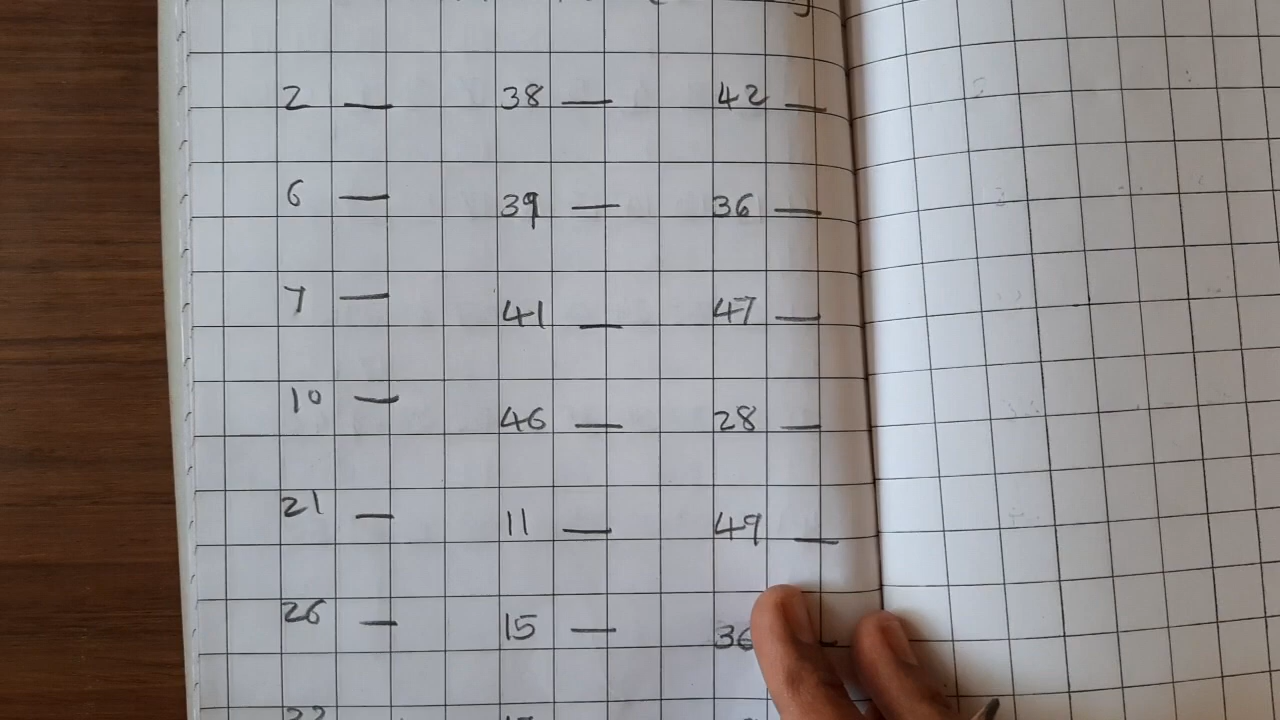 2 — 38 — 42 —
6 — 39 — 36 —
7 — 41 — 47 —
10 — 46 — 28 —
21 — 11 — 49 —
26 — 15 — 36